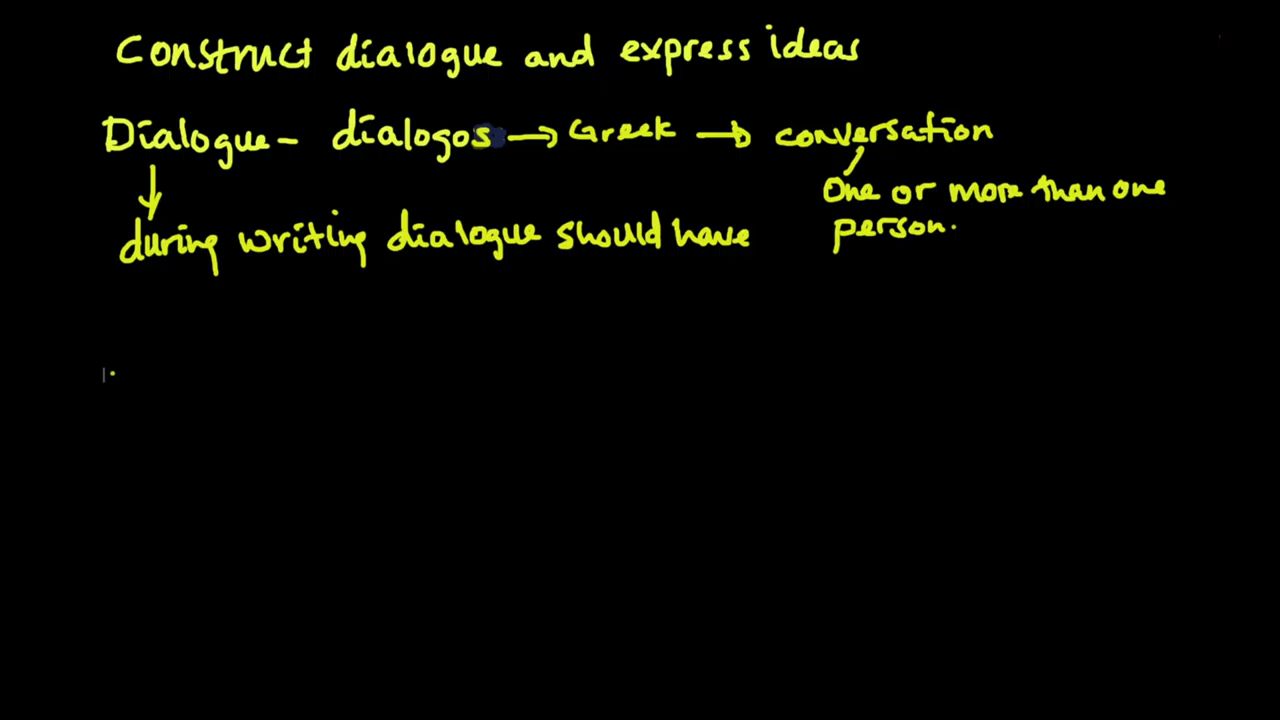 Construct dialogue and express ideas
Dialogue - dialogos → Greek → conversation
One or more than one
person.
↓
during writing dialogue should have